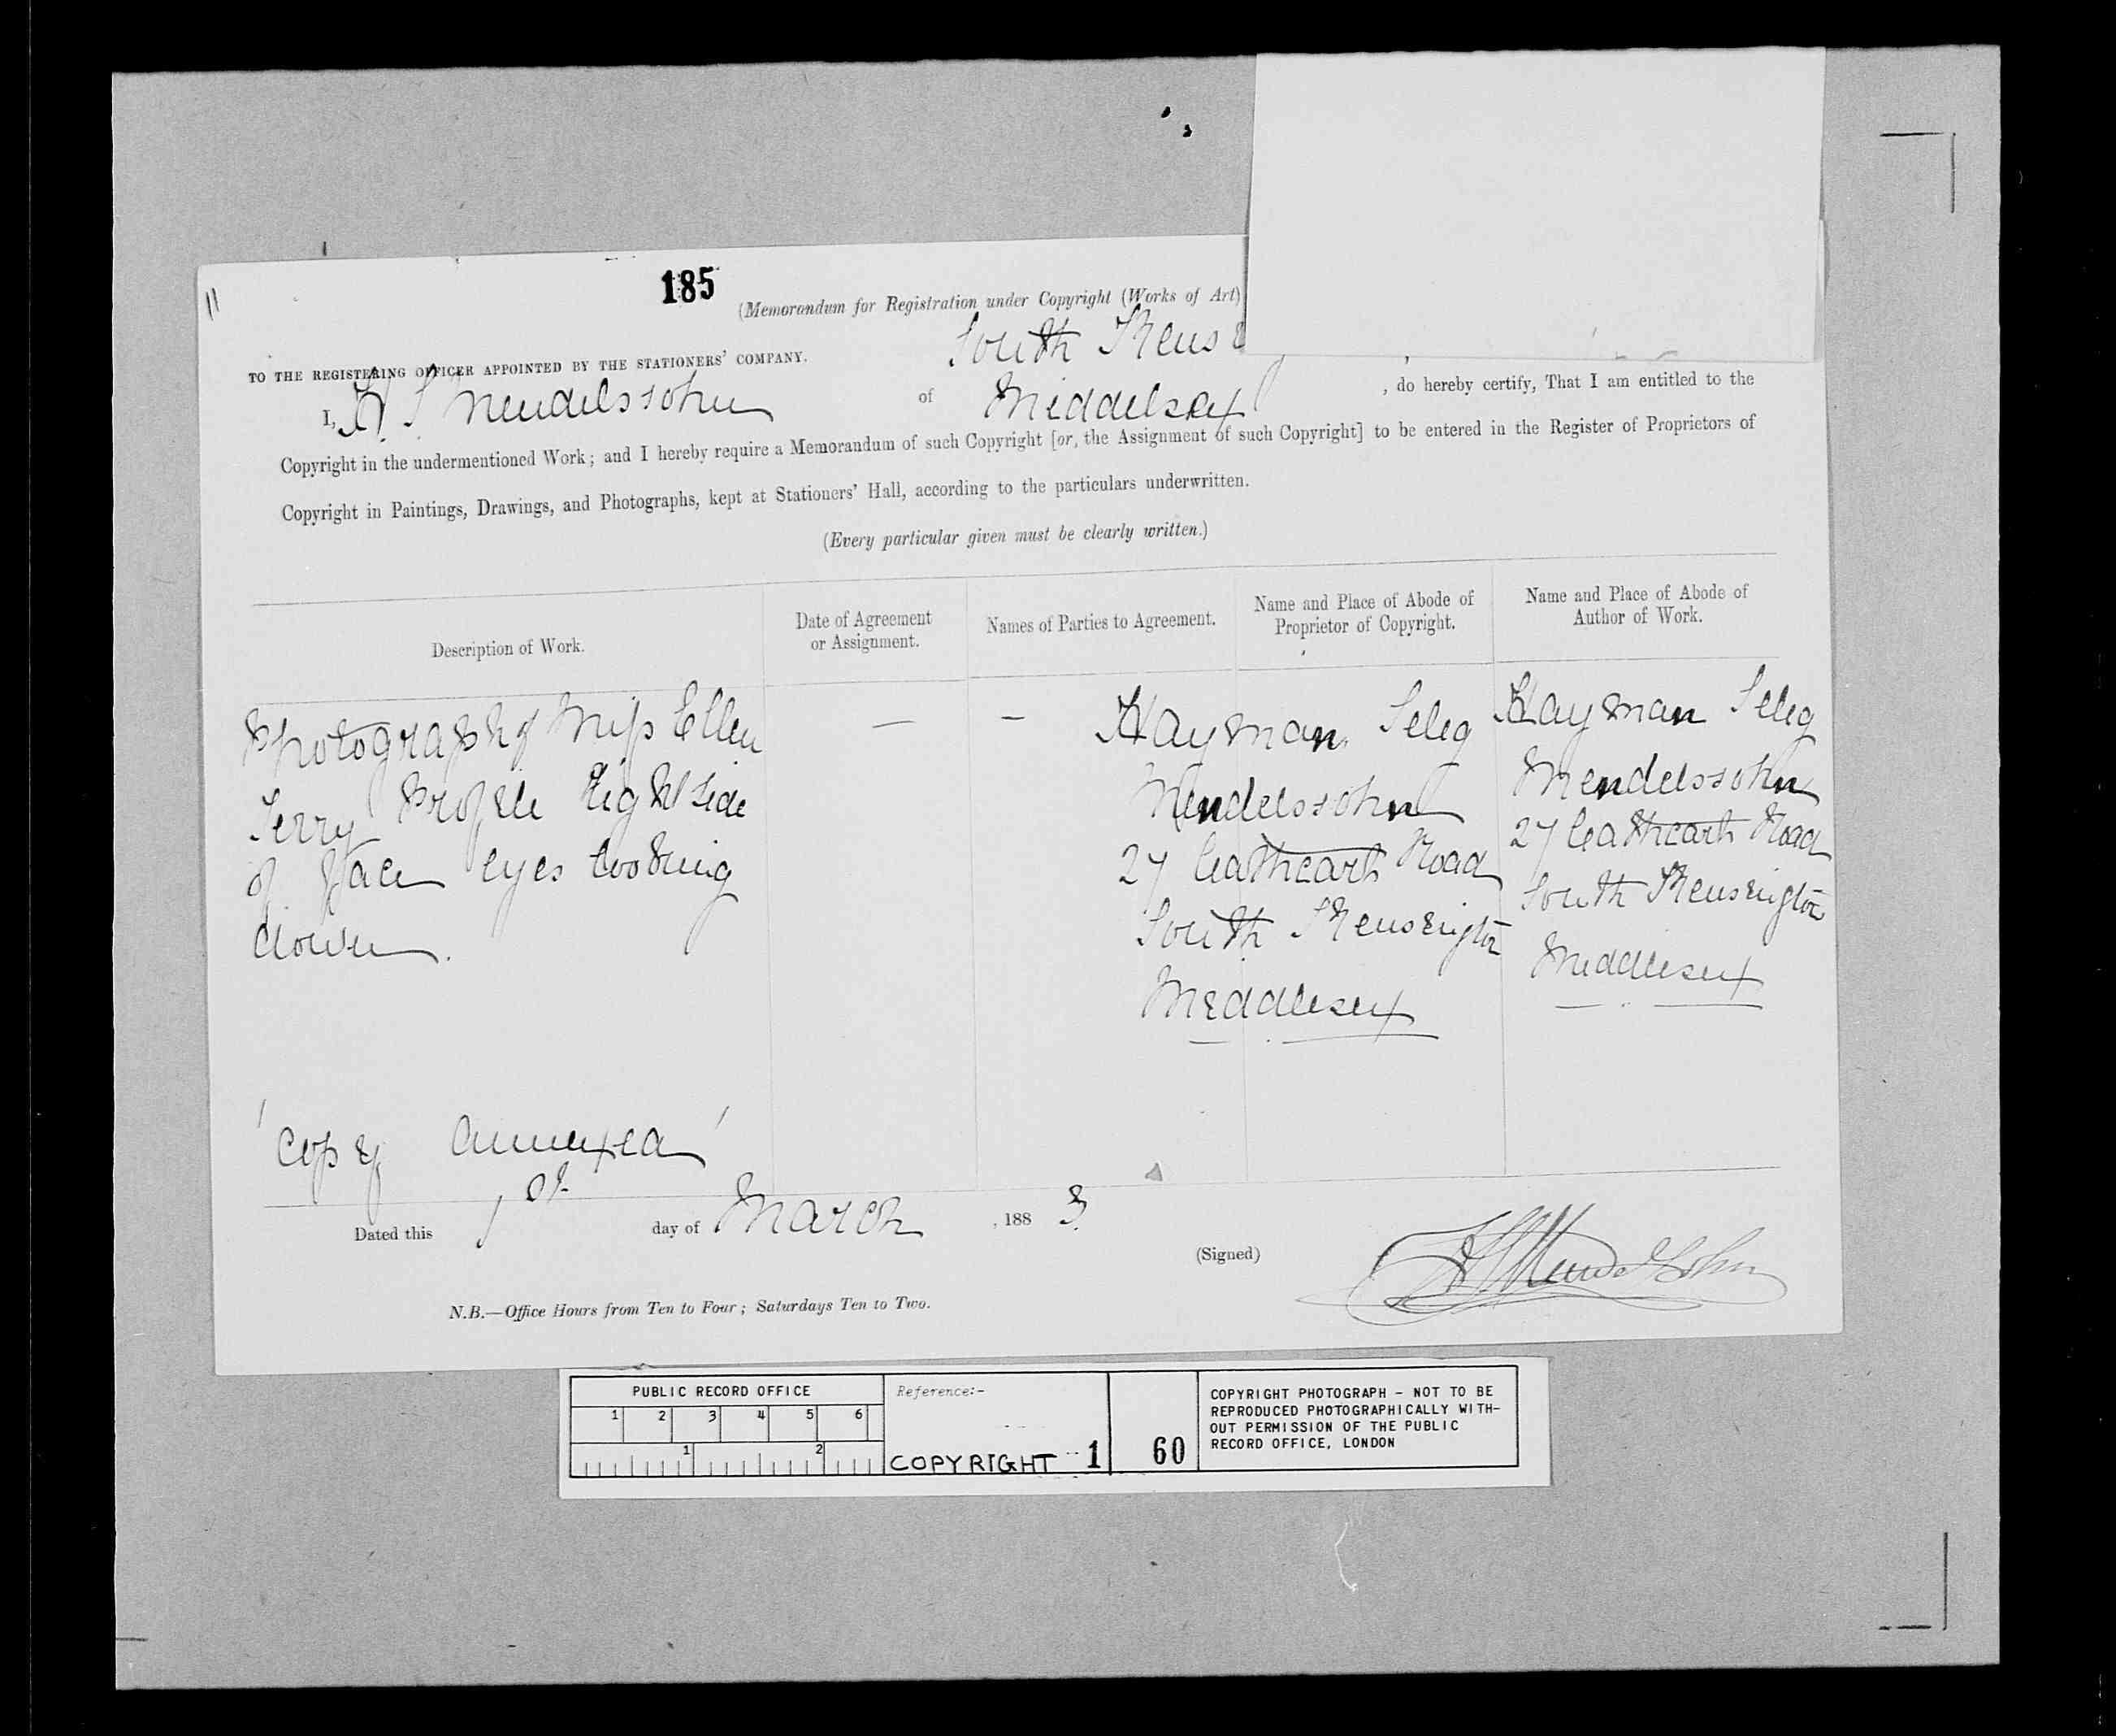 11
185
(Memorandum for Registration under Copyright (Works of Art)
South Kens
TO THE REGISTERING OFFICER APPOINTED BY THE STATIONERS' COMPANY.
I, H S Mendelssohn of Middelsex , do hereby certify, That I am entitled to the
Copyright in the undermentioned Work; and I hereby require a Memorandum of such Copyright [or, the Assignment of such Copyright] to be entered in the Register of Proprietors of
Copyright in Paintings, Drawings, and Photographs, kept at Stationers' Hall, according to the particulars underwritten.
(Every particular given must be clearly written.)
Description of Work.
Date of Agreement
or Assignment.
Names of Parties to Agreement.
Name and Place of Abode of
Proprietor of Copyright.
Name and Place of Abode of
Author of Work.
Photograph of Miss Ellen
Terry Profile Right side
of face eyes looking
down.
—
—
Hayman Seleg
Mendelssohn
27 Cathcart Road
South Kensington
Middlesex
Hayman Seleg
Mendelssohn
27 Cathcart Road
South Kensington
Middlesex
'Copy annexed'
Dated this 1st day of March , 188 3
(Signed) HS Mendelssohn
N.B.—Office Hours from Ten to Four; Saturdays Ten to Two.
PUBLIC RECORD OFFICE
1 2 3 4 5 6
1 2
Reference:-
COPYRIGHT 1 60
COPYRIGHT PHOTOGRAPH - NOT TO BE
REPRODUCED PHOTOGRAPHICALLY WITH-
OUT PERMISSION OF THE PUBLIC
RECORD OFFICE, LONDON